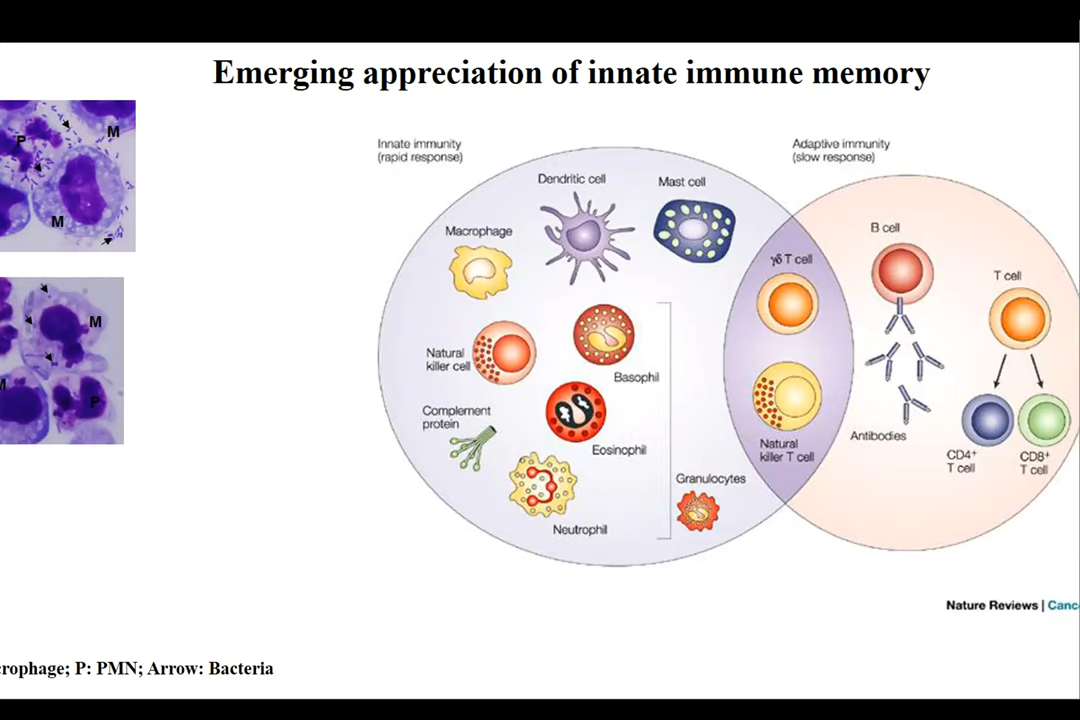 Emerging appreciation of innate immune memory
P
M
M
M
P
Innate immunity
(rapid response)
Adaptive immunity
(slow response)
Dendritic cell
Mast cell
Macrophage
B cell
γδ T cell
T cell
Natural
killer cell
Basophil
Complement
protein
Eosinophil
Natural
killer T cell
Antibodies
CD4+
T cell
CD8+
T cell
Granulocytes
Neutrophil
Nature Reviews |
P: PMN; Arrow: Bacteria